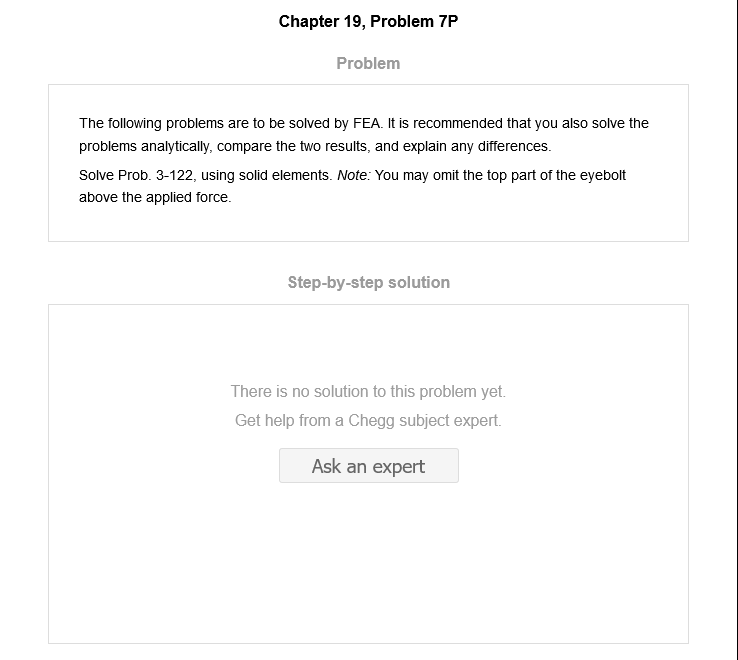 Chapter 19, Problem 7P
Problem
The following problems are to be solved by FEA. It is recommended that you also solve the
problems analytically, compare the two results, and explain any differences.
Solve Prob. 3-122, using solid elements. Note: You may omit the top part of the eyebolt
above the applied force.
Step-by-step solution
There is no solution to this problem yet.
Get help from a Chegg subject expert.
Ask an expert